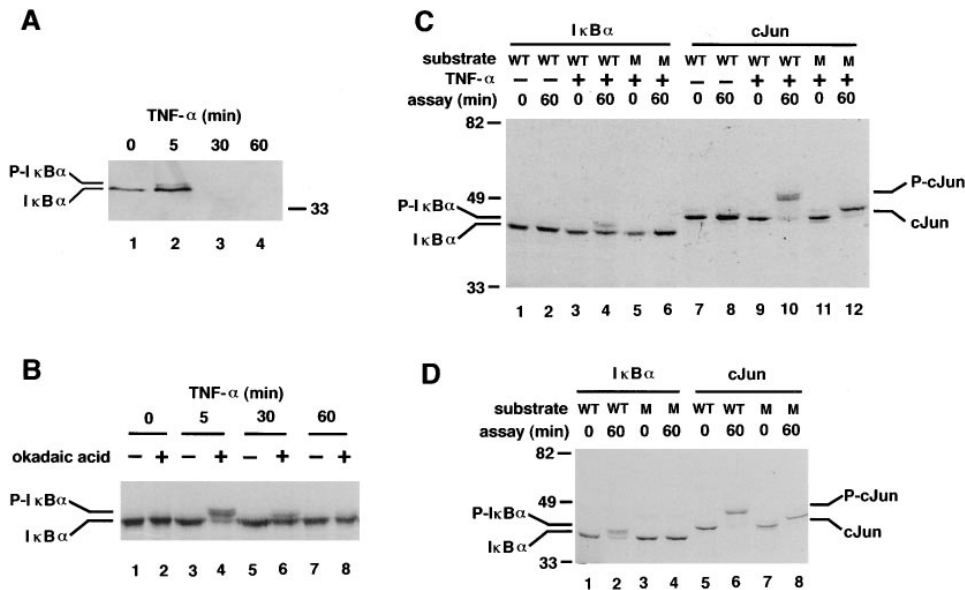 A
TNF-α (min)
0 5 30 60
P-IκBα
IκBα
33
1 2 3 4
B
TNF-α (min)
0 5 30 60
okadaic acid – + – + – + – +
P-IκBα
IκBα
1 2 3 4 5 6 7 8
C
IκBα cJun
substrate WT WT WT WT M M WT WT WT WT M M
TNF-α – – + + + + – – + + + +
assay (min) 0 60 0 60 0 60 0 60 0 60 0 60
82
49
P-IκBα
IκBα
33
P-cJun
cJun
1 2 3 4 5 6 7 8 9 10 11 12
D
IκBα cJun
substrate WT WT M M WT WT M M
assay (min) 0 60 0 60 0 60 0 60
82
49
P-IκBα
IκBα
33
P-cJun
cJun
1 2 3 4 5 6 7 8